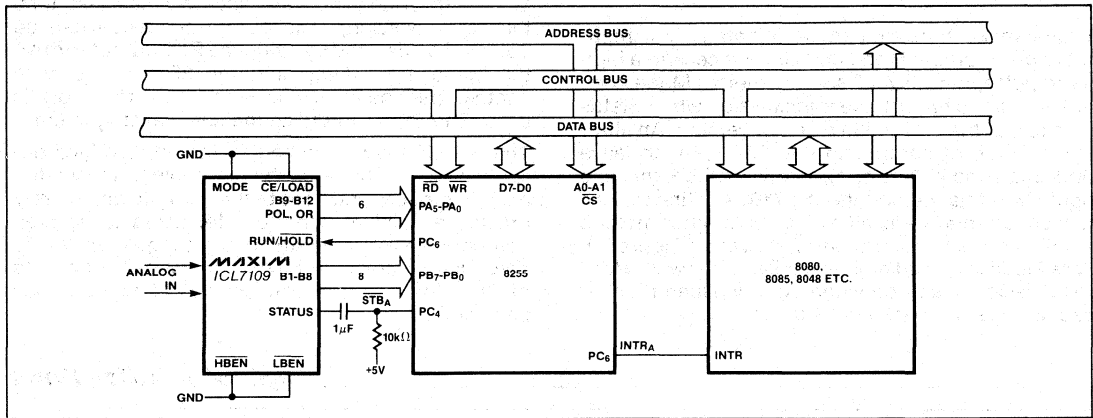 ADDRESS BUS
CONTROL BUS
DATA BUS
GND
MODE CE/LOAD
B9-B12
POL, OR
6
RD WR D7-D0 A0-A1
CS
PA5-PA0
RUN/HOLD
PC6
MAXIM
ICL7109
B1-B8
8
PB7-PB0
8255
8080,
8085, 8048 ETC.
ANALOG
IN
STATUS
1μF
STBA
PC4
10kΩ
+5V
HBEN LBEN
GND
PC6
INTRA
INTR